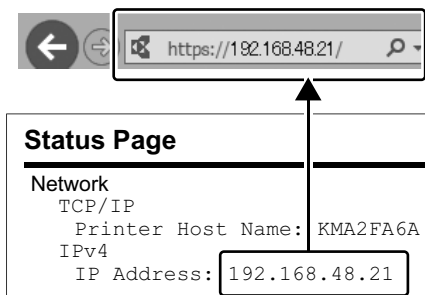 https://192.168.48.21/
Status Page
Network
TCP/IP
Printer Host Name: KMA2FA6A
IPv4
IP Address: 192.168.48.21